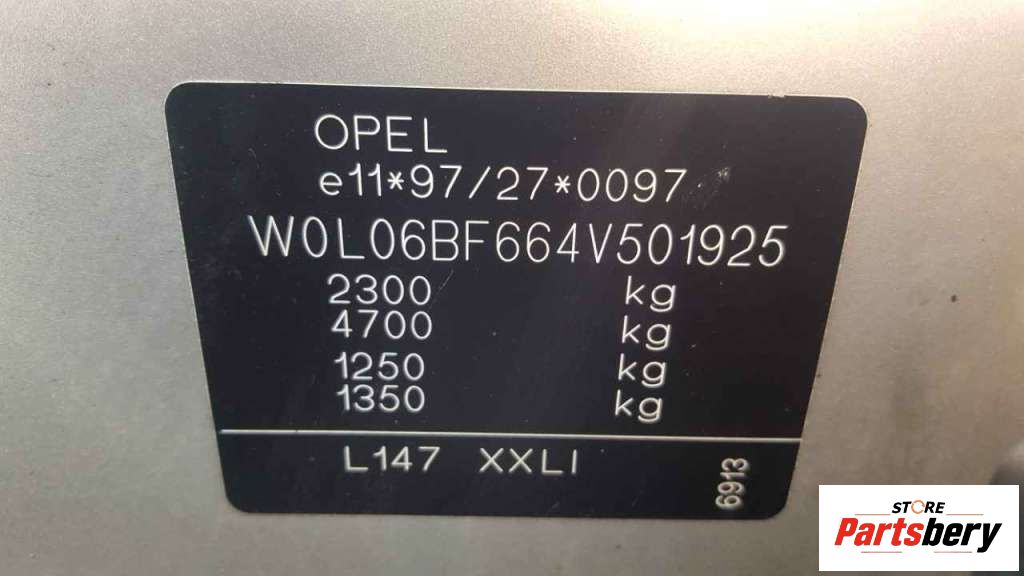 OPEL
e11*97/27*0097
W0L06BF664V501925
2300 kg
4700 kg
1250 kg
1350 kg
L147 XXLI
6913
STORE
Partsbery